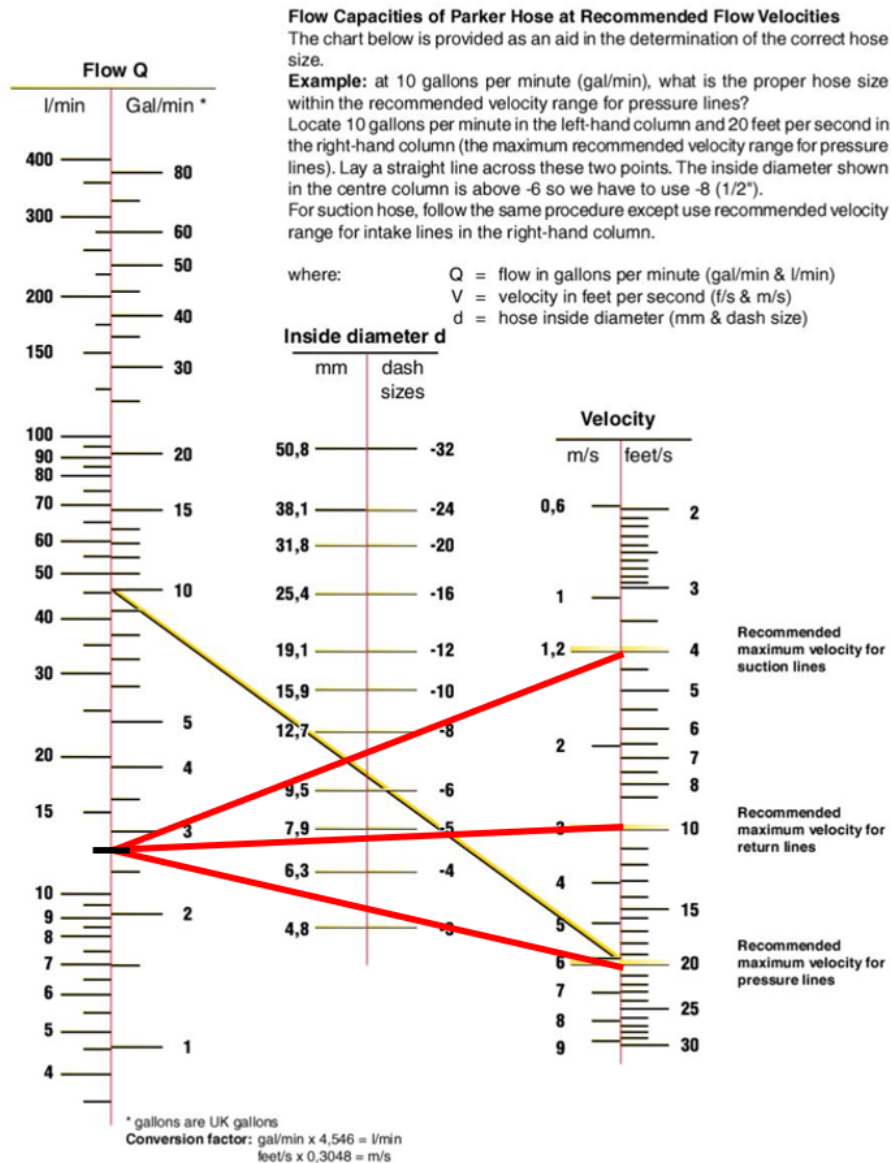 Flow Capacities of Parker Hose at Recommended Flow Velocities
The chart below is provided as an aid in the determination of the correct hose
size.
Example: at 10 gallons per minute (gal/min), what is the proper hose size
within the recommended velocity range for pressure lines?
Locate 10 gallons per minute in the left-hand column and 20 feet per second in
the right-hand column (the maximum recommended velocity range for pressure
lines). Lay a straight line across these two points. The inside diameter shown
in the centre column is above -6 so we have to use -8 (1/2").
For suction hose, follow the same procedure except use recommended velocity
range for intake lines in the right-hand column.
where:
Q = flow in gallons per minute (gal/min & l/min)
V = velocity in feet per second (f/s & m/s)
d = hose inside diameter (mm & dash size)
Flow Q
l/min Gal/min *
400
80
300
60
50
200
40
150
30
100
20
90
80
70
15
60
50
10
40
30
5
20
4
15
3
10
2
9
8
7
6
5
1
4
Inside diameter d
mm dash
sizes
50,8 -32
38,1 -24
31,8 -20
25,4 -16
19,1 -12
15,9 -10
12,7 -8
9,5 -6
7,9 -5
6,3 -4
4,8 -3
Velocity
m/s feet/s
0,6 2
3
1
1,2 4
5
6
2
7
8
3 10
4
15
5
6 20
7
25
8
9 30
Recommended
maximum velocity for
suction lines
Recommended
maximum velocity for
return lines
Recommended
maximum velocity for
pressure lines
* gallons are UK gallons
Conversion factor: gal/min x 4,546 = l/min
feet/s x 0,3048 = m/s